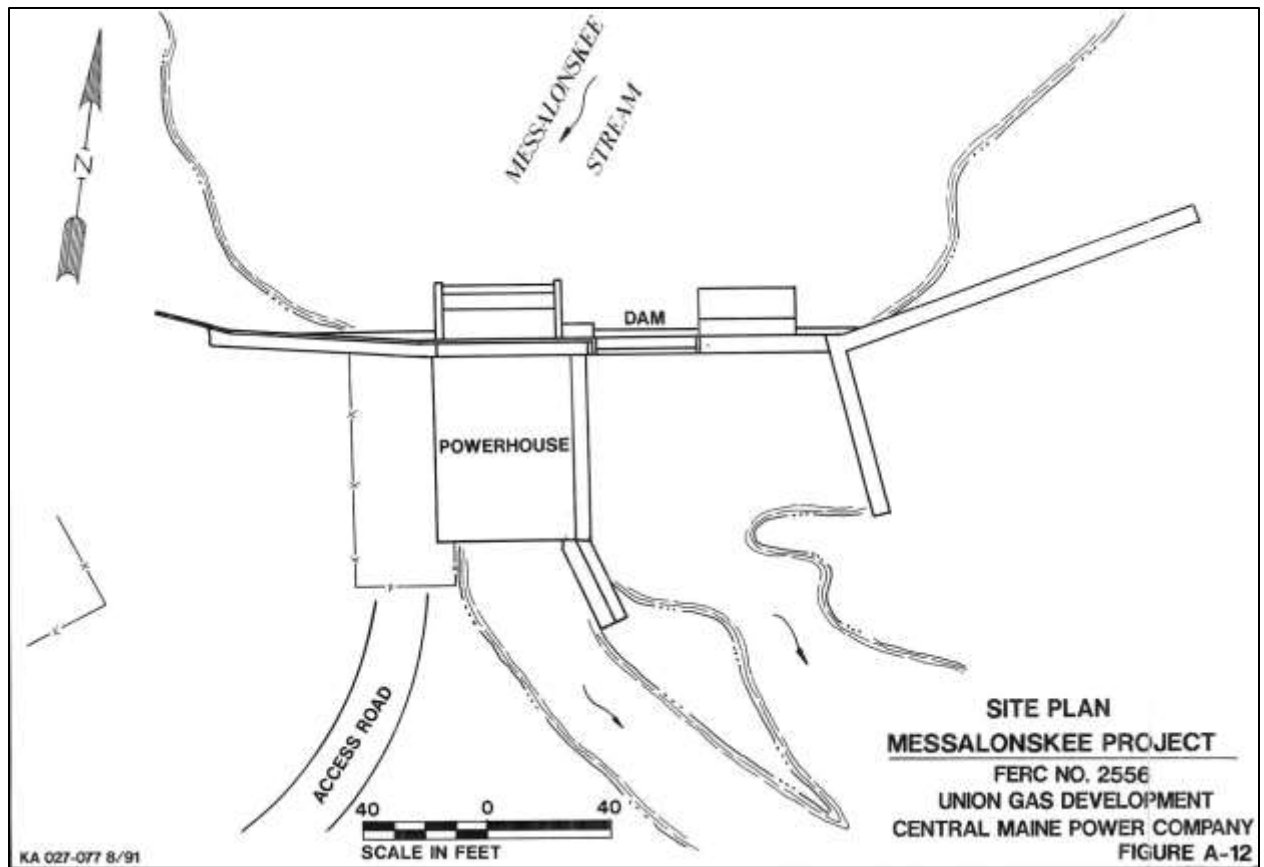 N
MESSALONSKEE
STREAM
DAM
POWERHOUSE
ACCESS ROAD
40 0 40
SCALE IN FEET
SITE PLAN
MESSALONSKEE PROJECT
FERC NO. 2556
UNION GAS DEVELOPMENT
CENTRAL MAINE POWER COMPANY
FIGURE A-12
KA 027-077 8/91